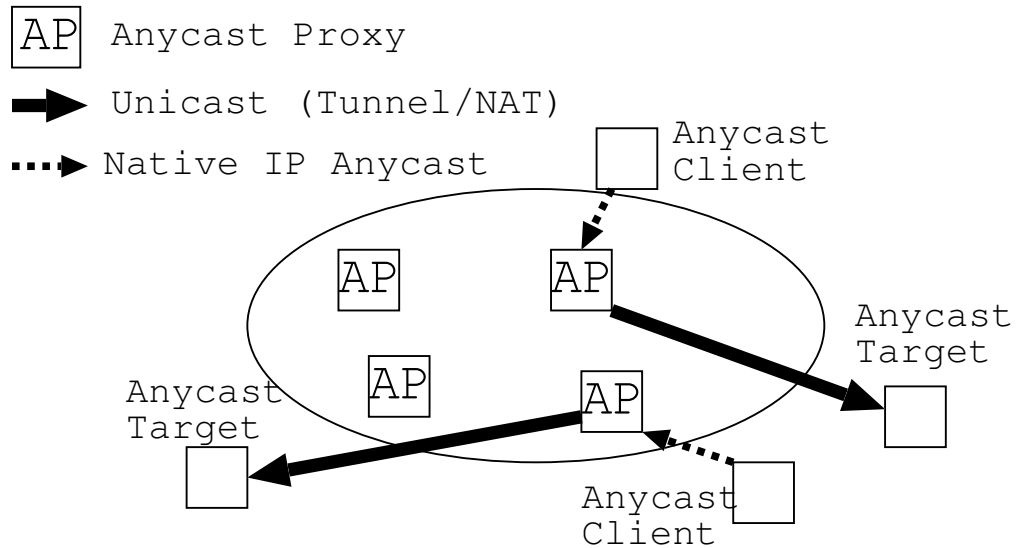 AP Anycast Proxy
Unicast (Tunnel/NAT)
Native IP Anycast
Anycast
Client
AP
AP
Anycast
Target
AP
AP
Anycast
Target
Anycast
Client